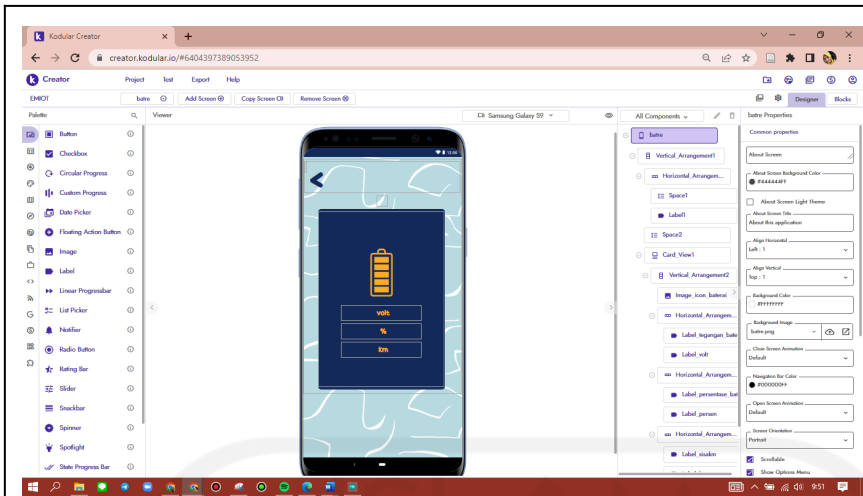 Kodular Creator
creator.kodular.io/#6404397389053952
Creator Project Test Export Help
EMIOT batre Add Screen Copy Screen Remove Screen Designer Blocks
Palette Viewer Samsung Galaxy S9 All Components batre Properties
Button
Checkbox
Circular Progress
Custom Progress
Date Picker
Floating Action Button
Image
Label
Linear Progressbar
List Picker
Notifier
Radio Button
Rating Bar
Slider
Snackbar
Spinner
Spotlight
State Progress Bar
volt
%
Km
batre
Vertical_Arrangement1
Horizontal_Arrangem...
Space1
Label1
Space2
Card_View1
Vertical_Arrangement2
Image_icon_baterai
Horizontal_Arrangem...
Label_tegangan_bate
Label_volt
Horizontal_Arrangem...
Label_persentase_bat
Label_persen
Horizontal_Arrangem...
Label_sisakm
Common properties
About Screen
About Screen Background Color
#444444FF
About Screen Light Theme
About Screen Title
About this application
Align Horizontal
Left : 1
Align Vertical
Top : 1
Background Color
#FFFFFFFF
Background Image
batre.png
Close Screen Animation
Default
Navigation Bar Color
#000000FF
Open Screen Animation
Default
Screen Orientation
Portrait
Scrollable
Show Options Menu
9:51